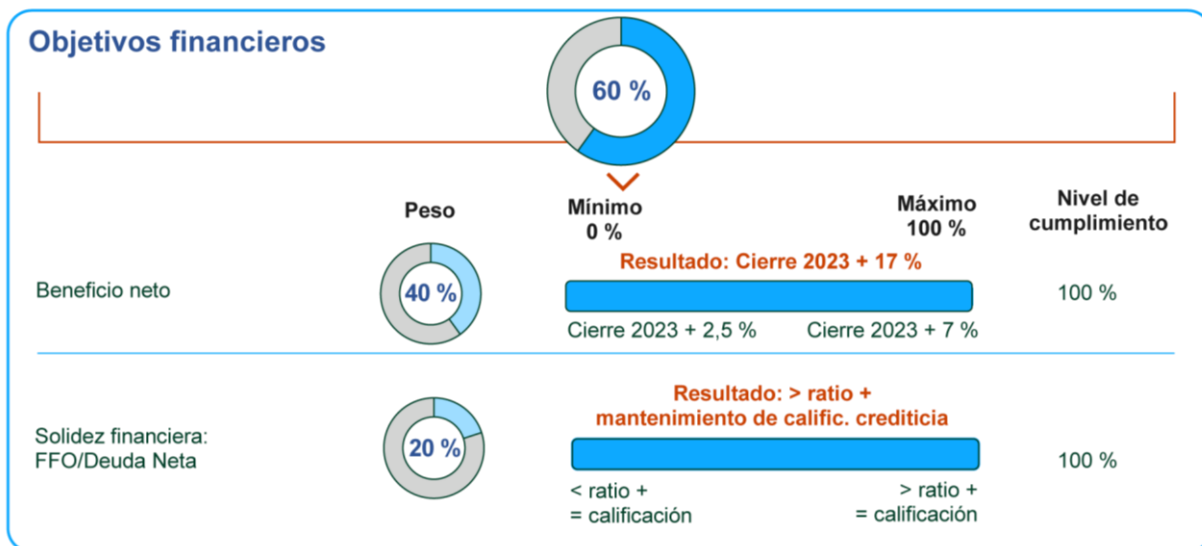 Objetivos financieros
60 %
Peso
Mínimo
0 %
Máximo
100 %
Nivel de
cumplimiento
Resultado: Cierre 2023 + 17 %
Beneficio neto
40 %
100 %
Cierre 2023 + 2,5 %
Cierre 2023 + 7 %
Resultado: > ratio +
mantenimiento de calific. crediticia
Solidez financiera:
FFO/Deuda Neta
20 %
100 %
< ratio +
= calificación
> ratio +
= calificación